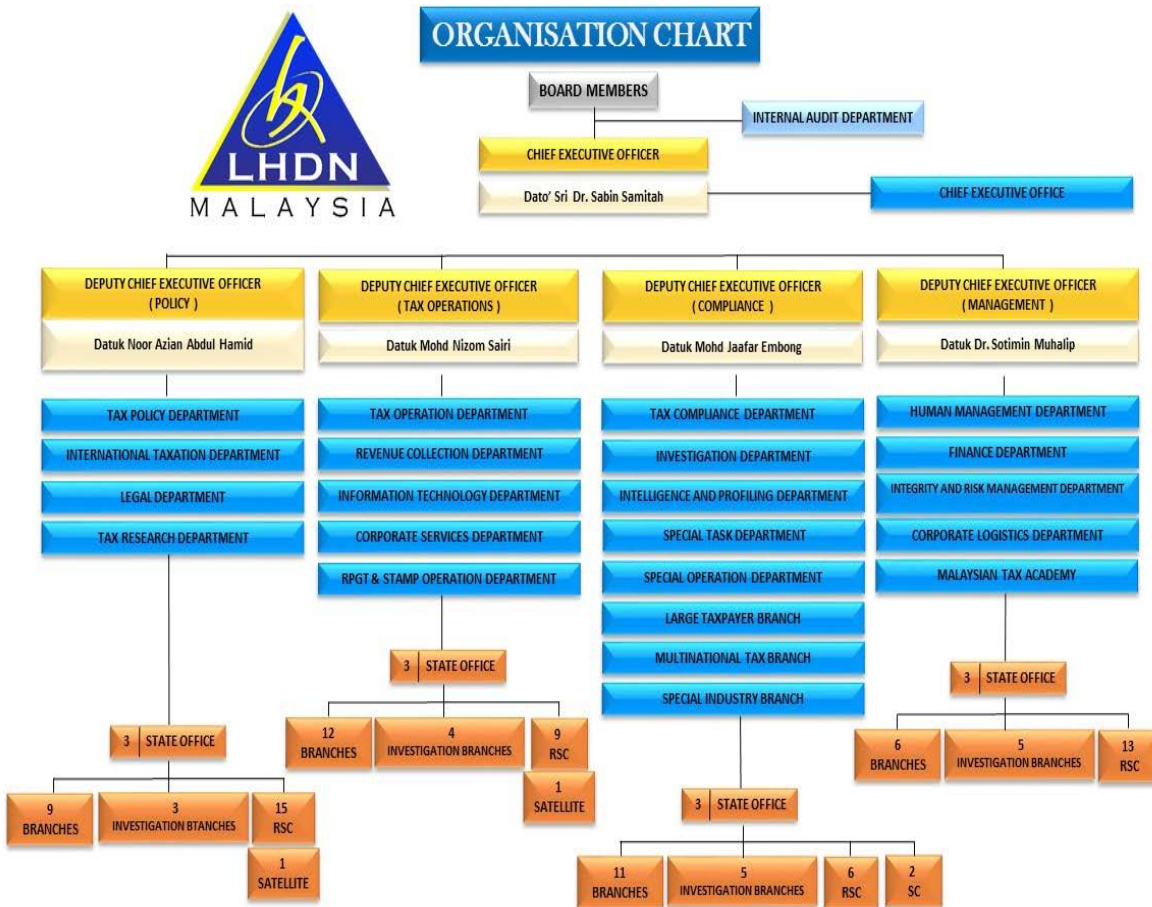 ORGANISATION CHART
LHDN
MALAYSIA
BOARD MEMBERS
INTERNAL AUDIT DEPARTMENT
CHIEF EXECUTIVE OFFICER
Dato' Sri Dr. Sabin Samitah
CHIEF EXECUTIVE OFFICE
DEPUTY CHIEF EXECUTIVE OFFICER
( POLICY )
Datuk Noor Azian Abdul Hamid
TAX POLICY DEPARTMENT
INTERNATIONAL TAXATION DEPARTMENT
LEGAL DEPARTMENT
TAX RESEARCH DEPARTMENT
3 STATE OFFICE
9
BRANCHES
3
INVESTIGATION BTANCHES
15
RSC
1
SATELLITE
DEPUTY CHIEF EXECUTIVE OFFICER
( TAX OPERATIONS )
Datuk Mohd Nizom Sairi
TAX OPERATION DEPARTMENT
REVENUE COLLECTION DEPARTMENT
INFORMATION TECHNOLOGY DEPARTMENT
CORPORATE SERVICES DEPARTMENT
RPGT & STAMP OPERATION DEPARTMENT
3 STATE OFFICE
12
BRANCHES
4
INVESTIGATION BRANCHES
9
RSC
1
SATELLITE
DEPUTY CHIEF EXECUTIVE OFFICER
( COMPLIANCE )
Datuk Mohd Jaafar Embong
TAX COMPLIANCE DEPARTMENT
INVESTIGATION DEPARTMENT
INTELLIGENCE AND PROFILING DEPARTMENT
SPECIAL TASK DEPARTMENT
SPECIAL OPERATION DEPARTMENT
LARGE TAXPAYER BRANCH
MULTINATIONAL TAX BRANCH
SPECIAL INDUSTRY BRANCH
3 STATE OFFICE
11
BRANCHES
5
INVESTIGATION BRANCHES
6
RSC
2
SC
DEPUTY CHIEF EXECUTIVE OFFICER
( MANAGEMENT )
Datuk Dr. Sotimin Muhalip
HUMAN MANAGEMENT DEPARTMENT
FINANCE DEPARTMENT
INTEGRITY AND RISK MANAGEMENT DEPARTMENT
CORPORATE LOGISTICS DEPARTMENT
MALAYSIAN TAX ACADEMY
3 STATE OFFICE
6
BRANCHES
5
INVESTIGATION BRANCHES
13
RSC